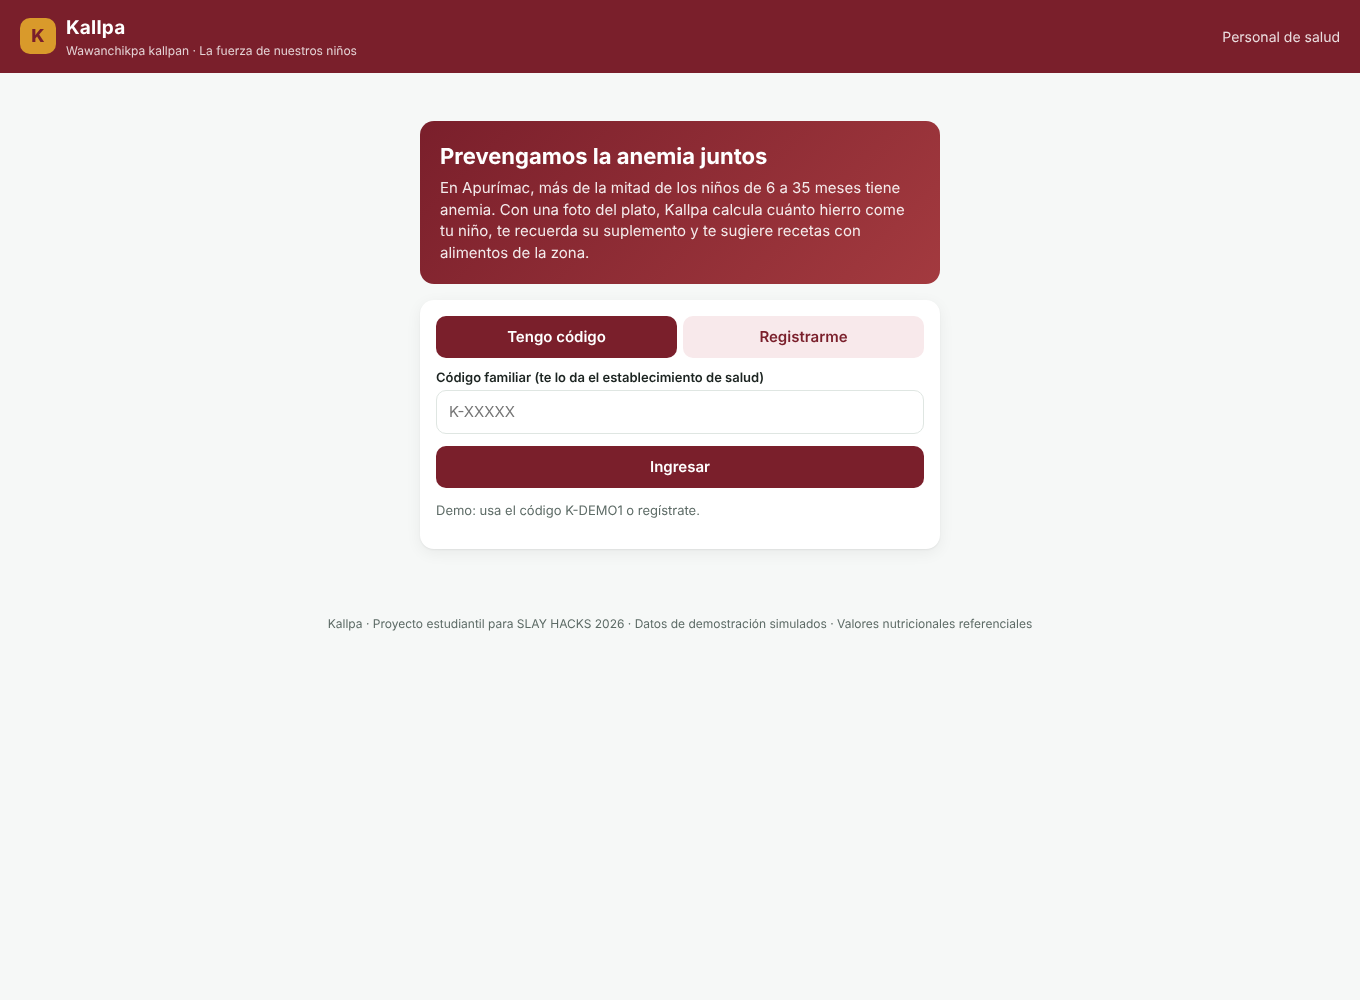 K
Kallpa
Wawanchikpa kallpan · La fuerza de nuestros niños
Personal de salud
Prevengamos la anemia juntos
En Apurímac, más de la mitad de los niños de 6 a 35 meses tiene
anemia. Con una foto del plato, Kallpa calcula cuánto hierro come
tu niño, te recuerda su suplemento y te sugiere recetas con
alimentos de la zona.
Tengo código
Registrarme
Código familiar (te lo da el establecimiento de salud)
K-XXXXX
Ingresar
Demo: usa el código K-DEMO1 o regístrate.
Kallpa · Proyecto estudiantil para SLAY HACKS 2026 · Datos de demostración simulados · Valores nutricionales referenciales